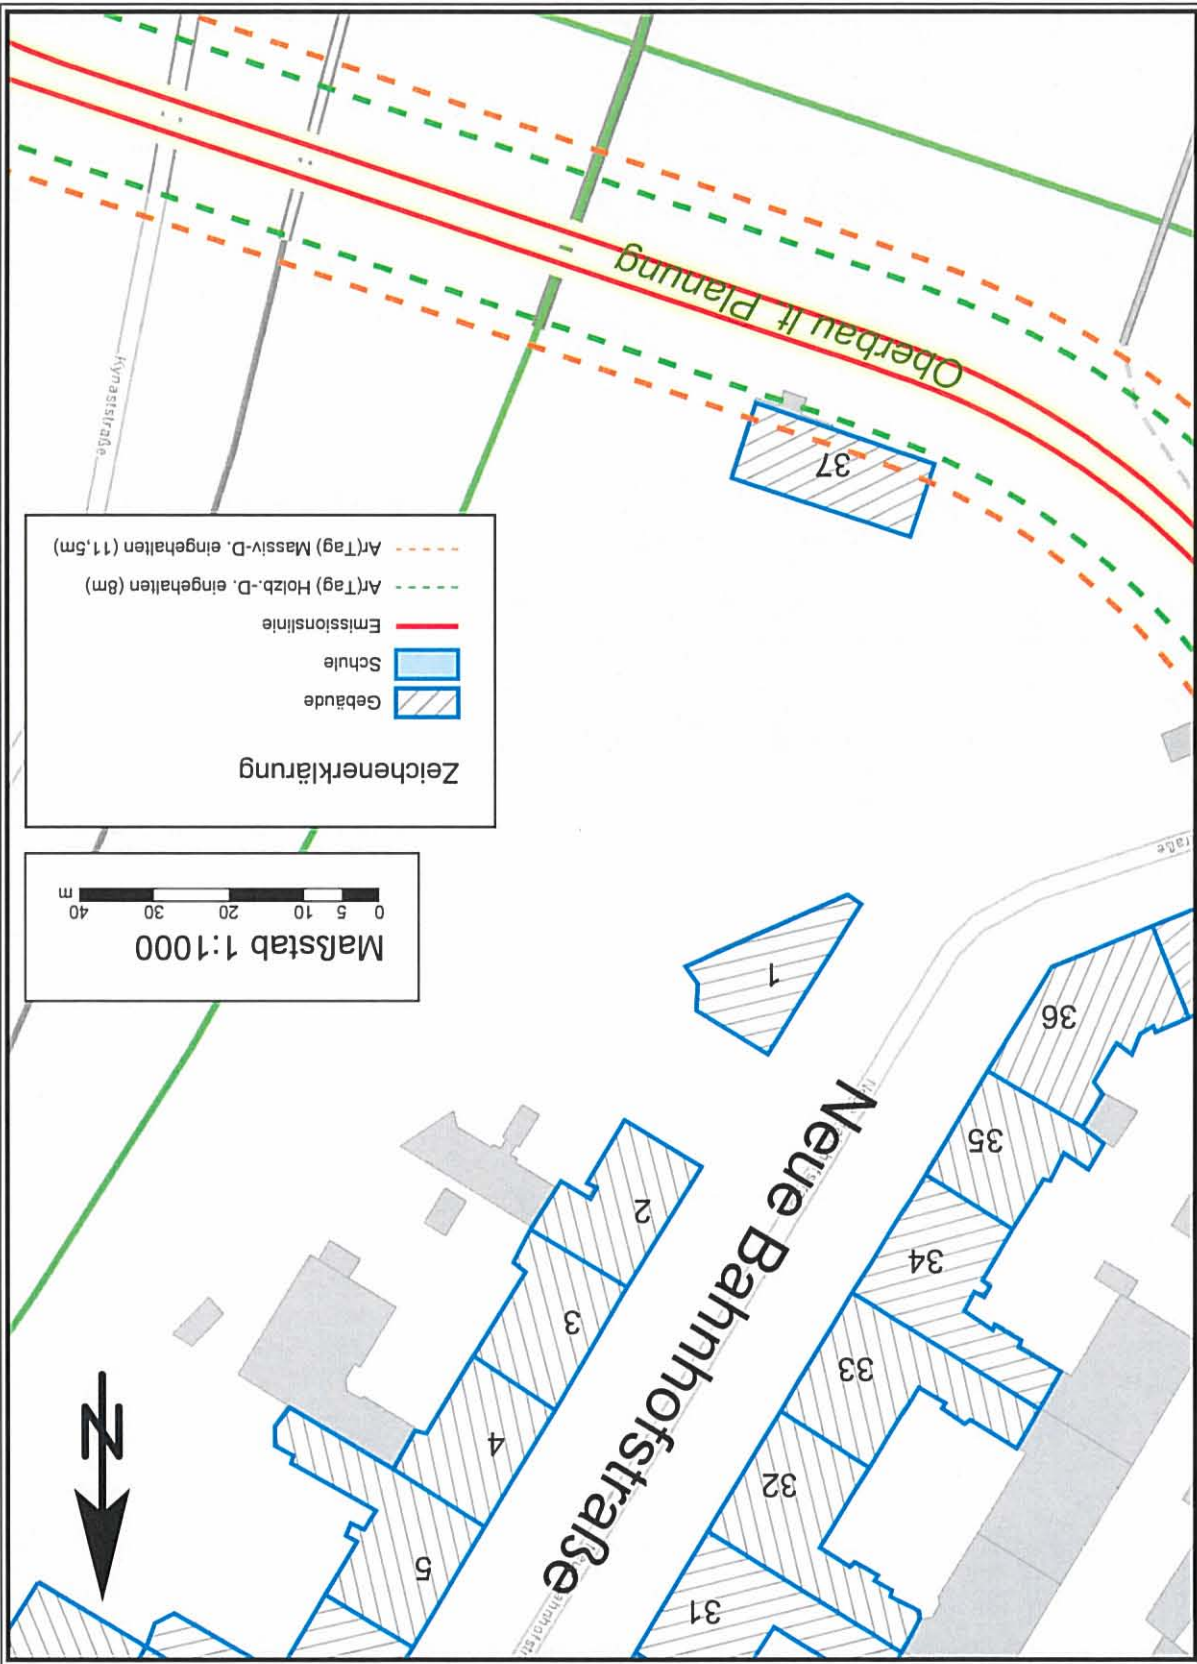 31
5
32
Neue Bahnhofstraße
4
33
3
34
2
35
36
1
Maßstab 1:1000
0 5 10 20 30 40
m
Zeichenerklärung
Gebäude
Schule
Emissionslinie
Ar(Tag) Holzb.-D. eingehalten (8m)
Ar(Tag) Massiv-D. eingehalten (11,5m)
37
Kynaststraße
Oberbau lt. Planung
N